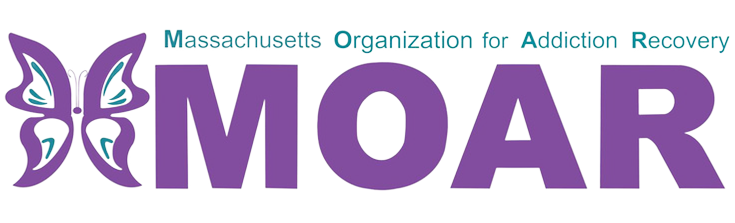 Massachusetts Organization for Addiction Recovery
MOAR